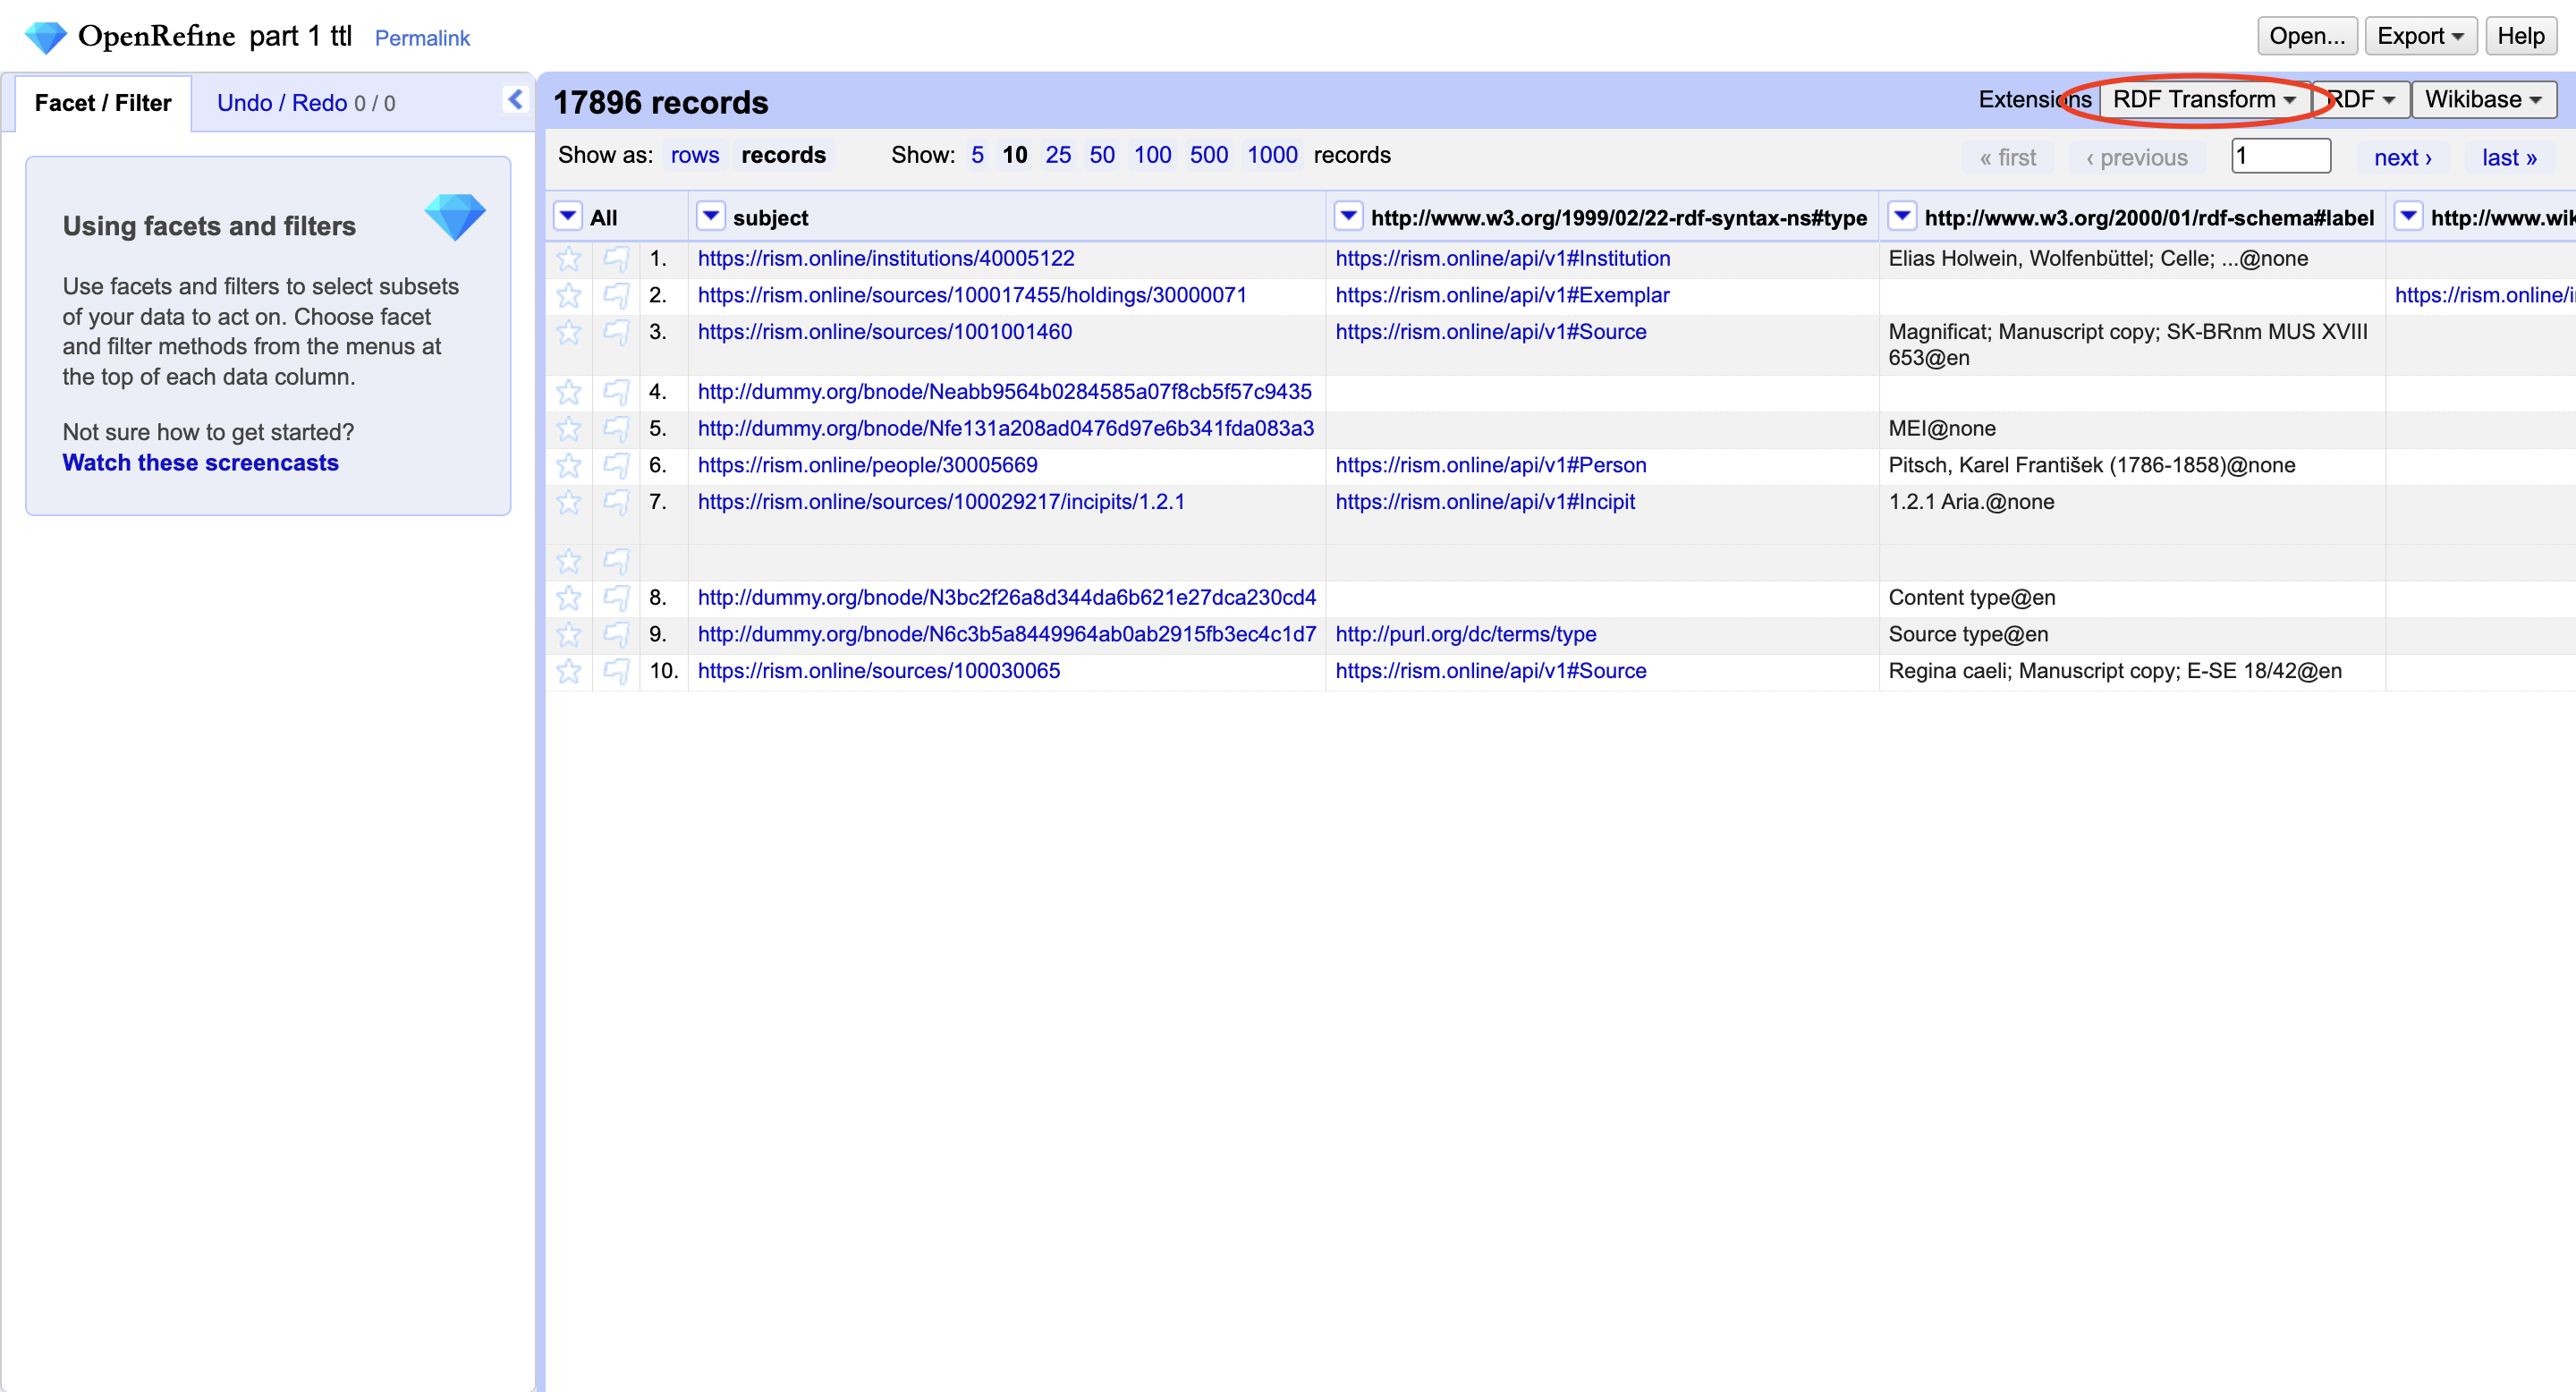 OpenRefine part 1 ttl Permalink
Open... Export Help
Facet / Filter Undo / Redo 0 / 0
17896 records
Extensions RDF Transform RDF Wikibase
Show as: rows records Show: 5 10 25 50 100 500 1000 records
« first ‹ previous 1 next › last »
Using facets and filters
Use facets and filters to select subsets
of your data to act on. Choose facet
and filter methods from the menus at
the top of each data column.
Not sure how to get started?
Watch these screencasts
All subject http://www.w3.org/1999/02/22-rdf-syntax-ns#type http://www.w3.org/2000/01/rdf-schema#label http://www.wik
1. https://rism.online/institutions/40005122 https://rism.online/api/v1#Institution Elias Holwein, Wolfenbüttel; Celle; ...@none
2. https://rism.online/sources/100017455/holdings/30000071 https://rism.online/api/v1#Exemplar https://rism.online/i
3. https://rism.online/sources/1001001460 https://rism.online/api/v1#Source Magnificat; Manuscript copy; SK-BRnm MUS XVIII
653@en
4. http://dummy.org/bnode/Neabb9564b0284585a07f8cb5f57c9435
5. http://dummy.org/bnode/Nfe131a208ad0476d97e6b341fda083a3 MEI@none
6. https://rism.online/people/30005669 https://rism.online/api/v1#Person Pitsch, Karel František (1786-1858)@none
7. https://rism.online/sources/100029217/incipits/1.2.1 https://rism.online/api/v1#Incipit 1.2.1 Aria.@none
8. http://dummy.org/bnode/N3bc2f26a8d344da6b621e27dca230cd4 Content type@en
9. http://dummy.org/bnode/N6c3b5a8449964ab0ab2915fb3ec4c1d7 http://purl.org/dc/terms/type Source type@en
10. https://rism.online/sources/100030065 https://rism.online/api/v1#Source Regina caeli; Manuscript copy; E-SE 18/42@en